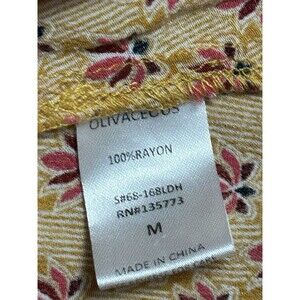 OLIVACEOUS
100%RAYON
S#68-168LDH
RN#135773
M
MADE IN CHINA